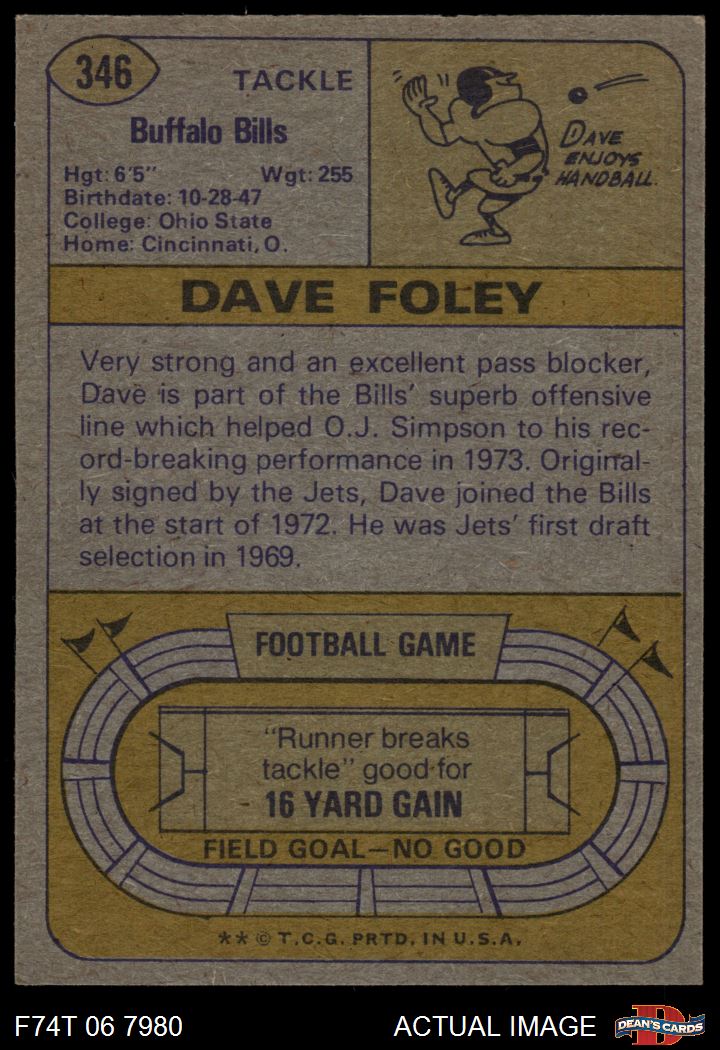 346
TACKLE
Buffalo Bills
Hgt: 6'5" Wgt: 255
Birthdate: 10-28-47
College: Ohio State
Home: Cincinnati, O.
DAVE
ENJOYS
HANDBALL.
DAVE FOLEY
Very strong and an excellent pass blocker,
Dave is part of the Bills' superb offensive
line which helped O.J. Simpson to his rec-
ord-breaking performance in 1973. Original-
ly signed by the Jets, Dave joined the Bills
at the start of 1972. He was Jets' first draft
selection in 1969.
FOOTBALL GAME
"Runner breaks
tackle" good for
16 YARD GAIN
FIELD GOAL—NO GOOD
** © T.C.G. PRTD. IN U.S.A.
F74T 06 7980 ACTUAL IMAGE
D
DEAN'S CARDS